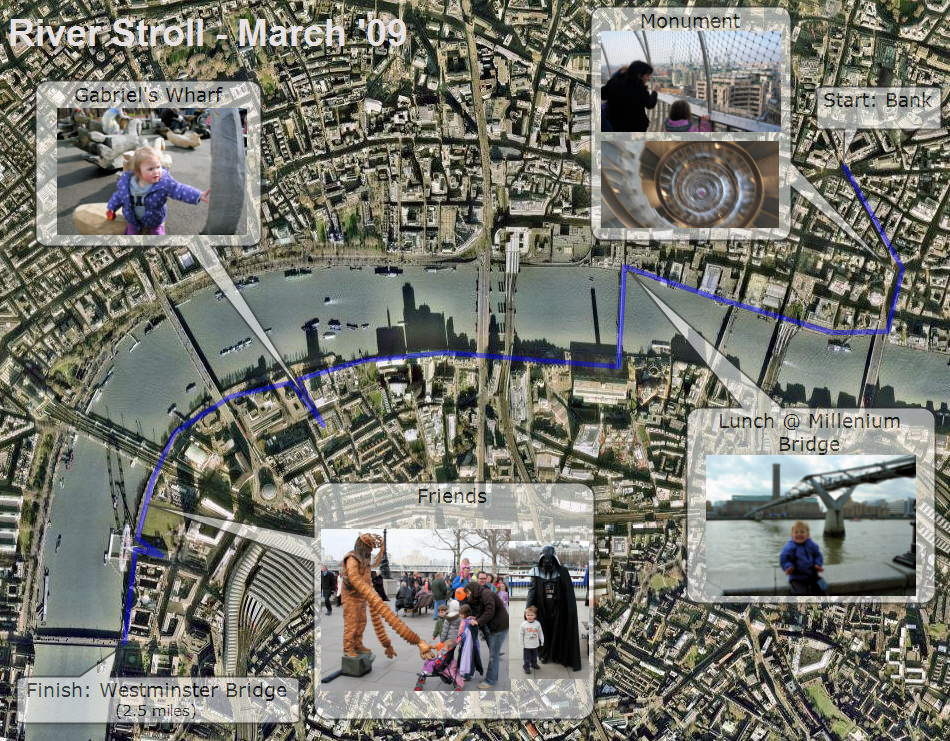 River Stroll - March '09
Monument
Gabriel's Wharf
Start: Bank
Lunch @ Millenium
Bridge
Friends
Finish: Westminster Bridge
(2.5 miles)